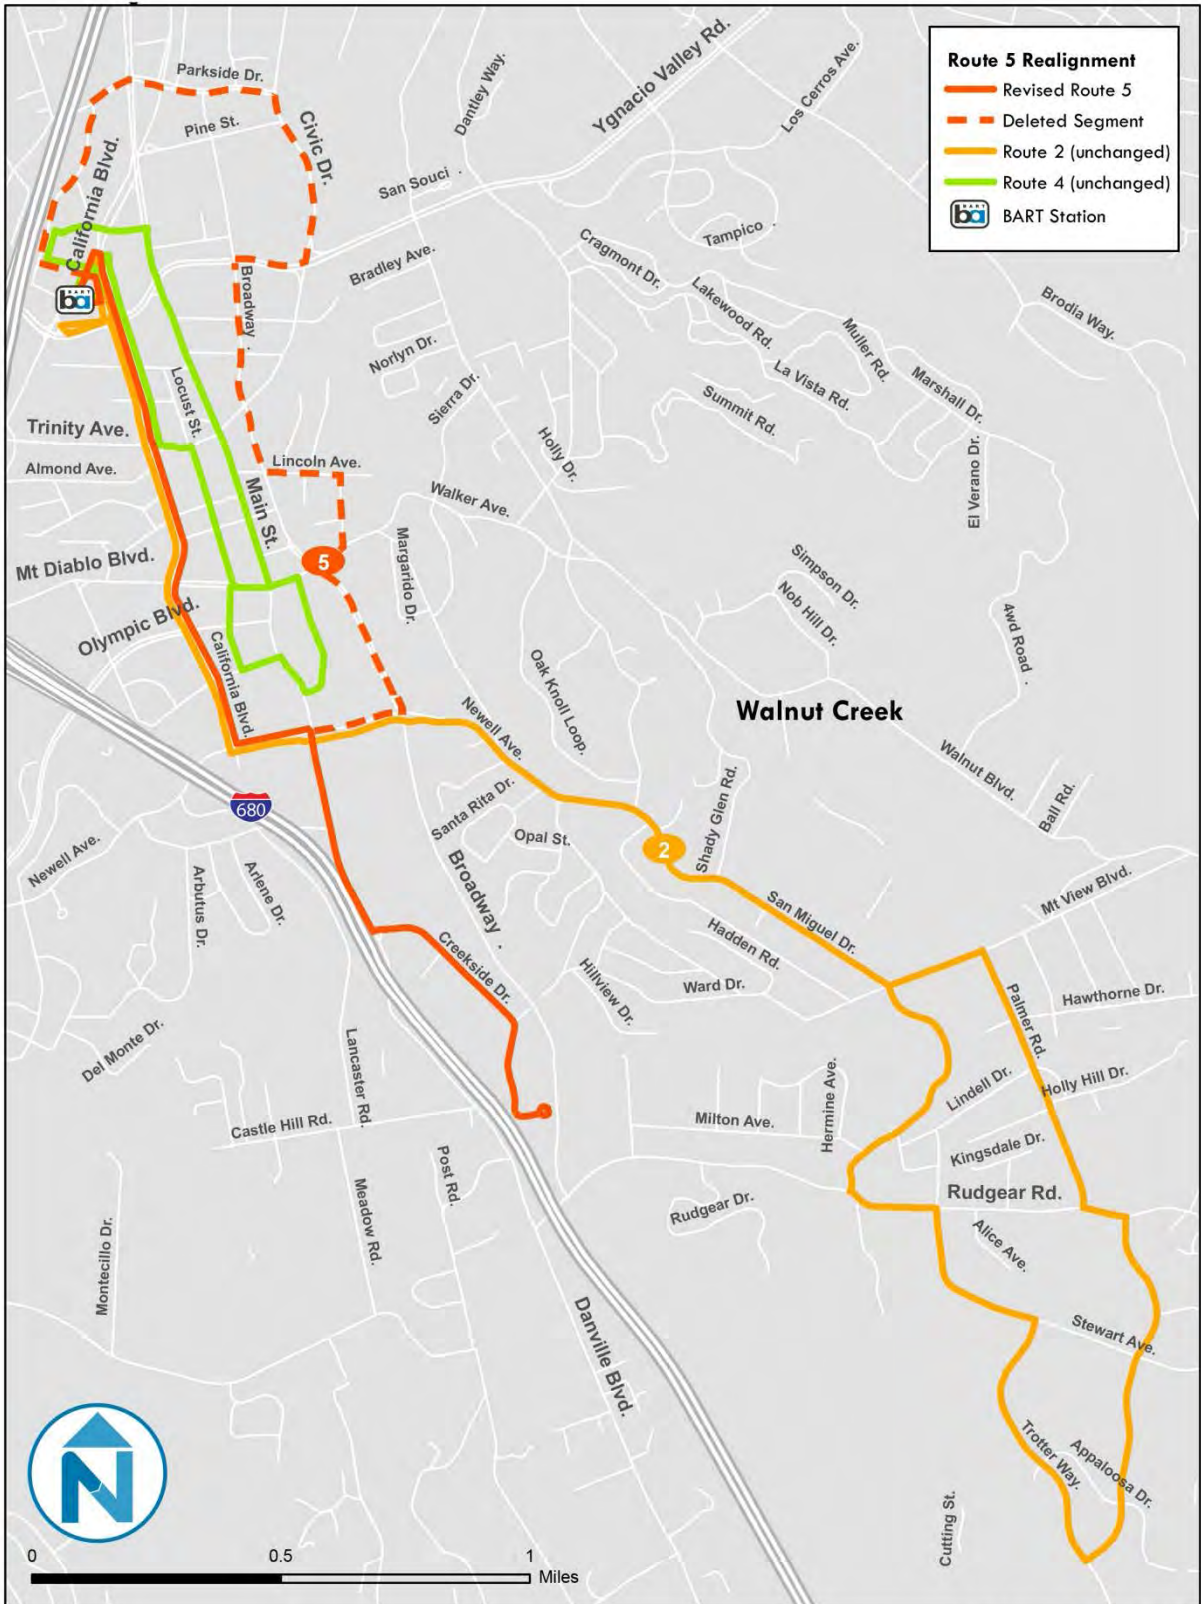 Route 5 Realignment
Revised Route 5
Deleted Segment
Route 2 (unchanged)
Route 4 (unchanged)
BART
ba
BART Station
Parkside Dr.
Pine St.
Civic Dr.
California Blvd.
Dantley Way.
Ygnacio Valley Rd.
Los Cerros Ave.
San Souci .
Tampico .
Cragmont Dr.
Bradley Ave.
Broadway .
BART
ba
Lakewood Rd.
Muller Rd.
Brodia Way.
Norlyn Dr.
La Vista Rd.
Marshall Dr.
Locust St.
Sierra Dr.
Summit Rd.
Trinity Ave.
Holly Dr.
El Verano Dr.
Almond Ave.
Lincoln Ave.
Main St.
Walker Ave.
Mt Diablo Blvd.
5
Margarido Dr.
Simpson Dr.
Nob Hill Dr.
4wd Road .
Olympic Blvd.
California Blvd.
Oak Knoll Loop.
Newell Ave.
Walnut Creek
Walnut Blvd.
Ball Rd.
680
Santa Rita Dr.
Opal St.
2
Shady Glen Rd.
Newell Ave.
Arbutus Dr.
Arlene Dr.
Broadway .
San Miguel Dr.
Mt View Blvd.
Creekside Dr.
Hadden Rd.
Hillview Dr.
Ward Dr.
Palmer Rd.
Hawthorne Dr.
Del Monte Dr.
Lancaster Rd.
Lindell Dr.
Holly Hill Dr.
Castle Hill Rd.
Milton Ave.
Hermine Ave.
Kingsdale Dr.
Post Rd.
Rudgear Rd.
Montecillo Dr.
Meadow Rd.
Rudgear Dr.
Alice Ave.
Danville Blvd.
Stewart Ave.
Trotter Way.
Appaloosa Dr.
Cutting St.
N
0
0.5
1
Miles